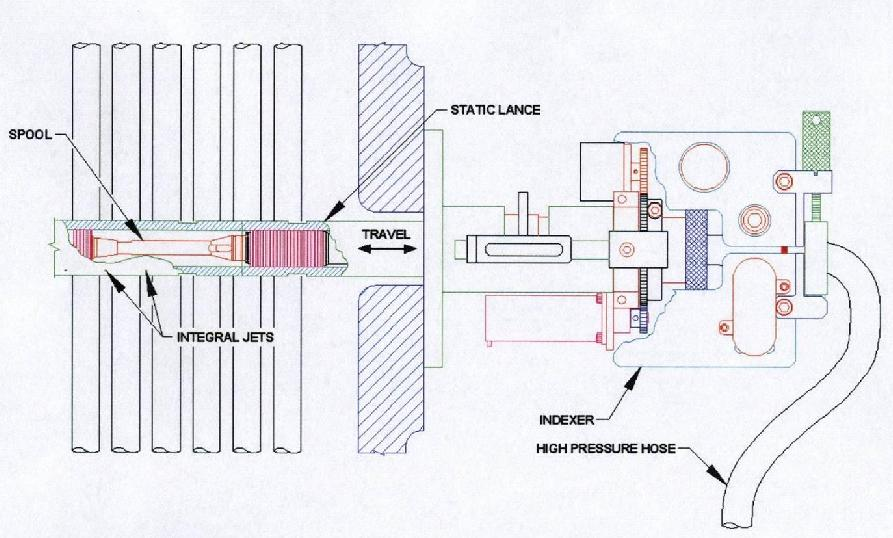 STATIC LANCE
SPOOL
TRAVEL
INTEGRAL JETS
INDEXER
HIGH PRESSURE HOSE